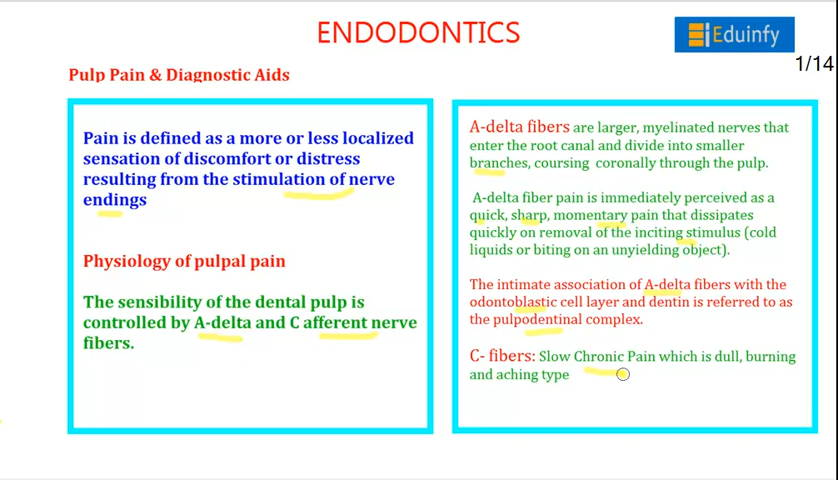 ENDODONTICS
Eduinfy
1/14
Pulp Pain & Diagnostic Aids
Pain is defined as a more or less localized
sensation of discomfort or distress
resulting from the stimulation of nerve
endings
Physiology of pulpal pain
The sensibility of the dental pulp is
controlled by A-delta and C afferent nerve
fibers.
A-delta fibers are larger, myelinated nerves that
enter the root canal and divide into smaller
branches, coursing coronally through the pulp.
A-delta fiber pain is immediately perceived as a
quick, sharp, momentary pain that dissipates
quickly on removal of the inciting stimulus (cold
liquids or biting on an unyielding object).
The intimate association of A-delta fibers with the
odontoblastic cell layer and dentin is referred to as
the pulpodentinal complex.
C- fibers: Slow Chronic Pain which is dull, burning
and aching type